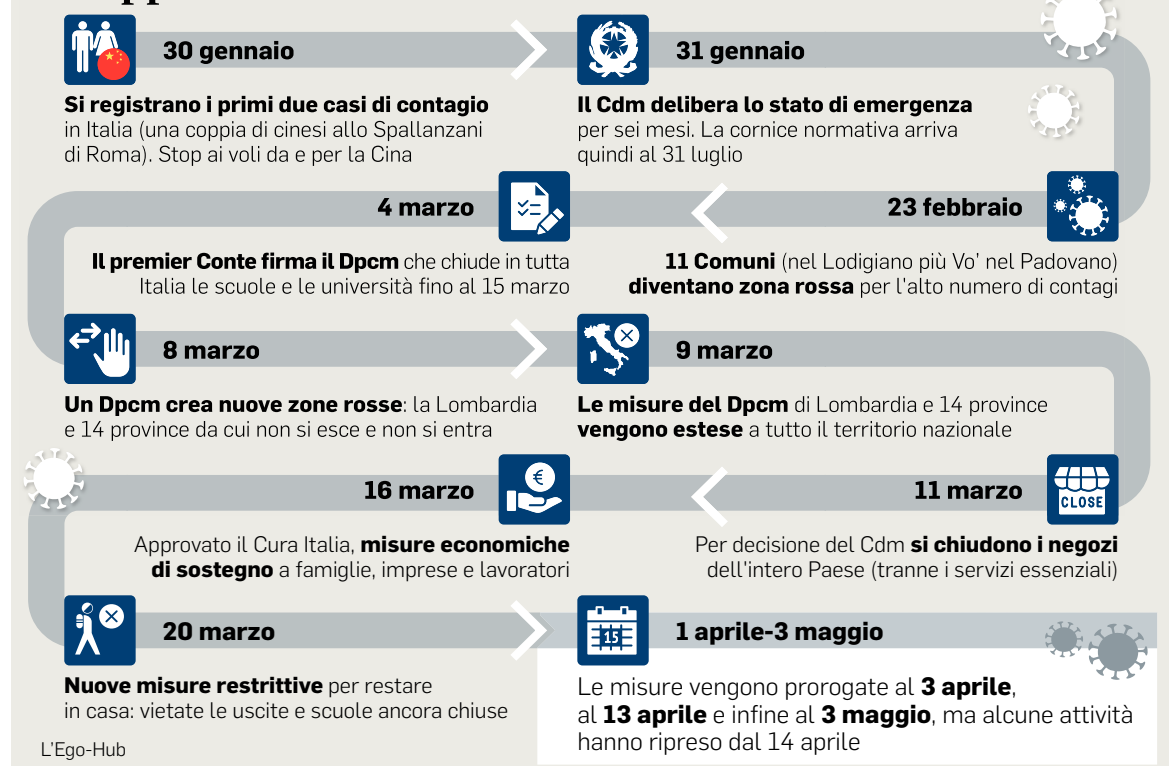 30 gennaio
Si registrano i primi due casi di contagio
in Italia (una coppia di cinesi allo Spallanzani
di Roma). Stop ai voli da e per la Cina
31 gennaio
Il Cdm delibera lo stato di emergenza
per sei mesi. La cornice normativa arriva
quindi al 31 luglio
23 febbraio
11 Comuni (nel Lodigiano più Vo' nel Padovano)
diventano zona rossa per l'alto numero di contagi
4 marzo
Il premier Conte firma il Dpcm che chiude in tutta
Italia le scuole e le università fino al 15 marzo
8 marzo
Un Dpcm crea nuove zone rosse: la Lombardia
e 14 province da cui non si esce e non si entra
9 marzo
Le misure del Dpcm di Lombardia e 14 province
vengono estese a tutto il territorio nazionale
11 marzo
CLOSE
Per decisione del Cdm si chiudono i negozi
dell'intero Paese (tranne i servizi essenziali)
16 marzo
€
Approvato il Cura Italia, misure economiche
di sostegno a famiglie, imprese e lavoratori
20 marzo
Nuove misure restrittive per restare
in casa: vietate le uscite e scuole ancora chiuse
15
1 aprile-3 maggio
Le misure vengono prorogate al 3 aprile,
al 13 aprile e infine al 3 maggio, ma alcune attività
hanno ripreso dal 14 aprile
L'Ego-Hub